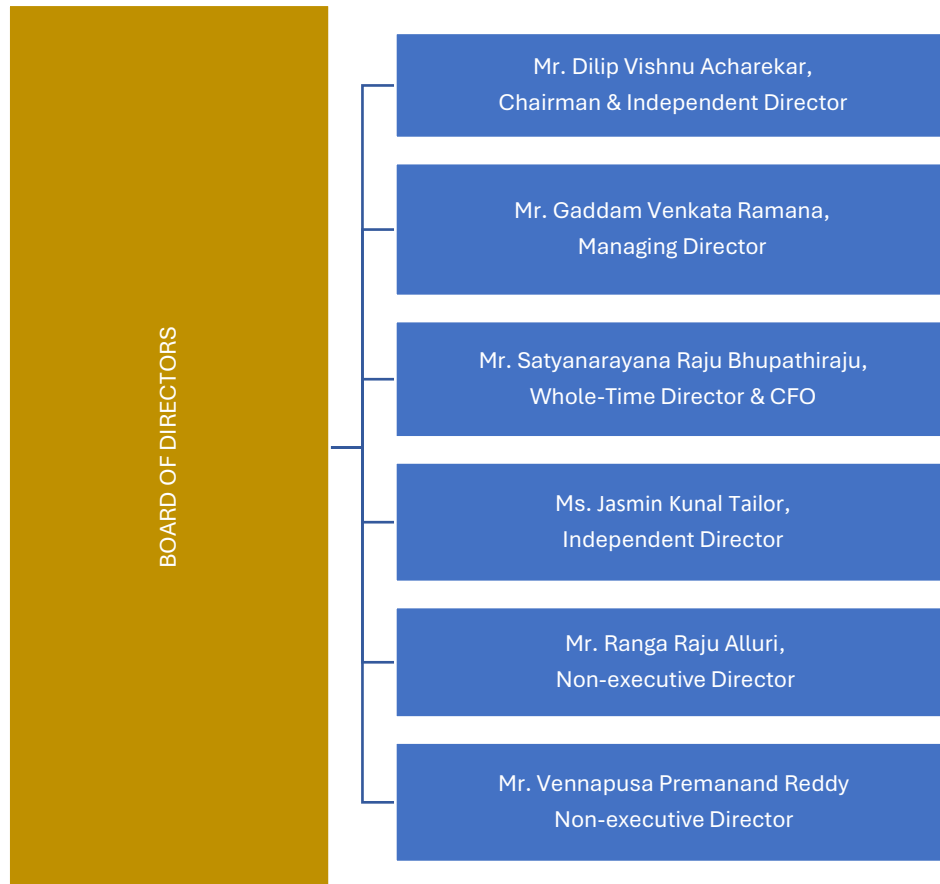 BOARD OF DIRECTORS
Mr. Dilip Vishnu Acharekar,
Chairman & Independent Director
Mr. Gaddam Venkata Ramana,
Managing Director
Mr. Satyanarayana Raju Bhupathiraju,
Whole-Time Director & CFO
Ms. Jasmin Kunal Tailor,
Independent Director
Mr. Ranga Raju Alluri,
Non-executive Director
Mr. Vennapusa Premanand Reddy
Non-executive Director